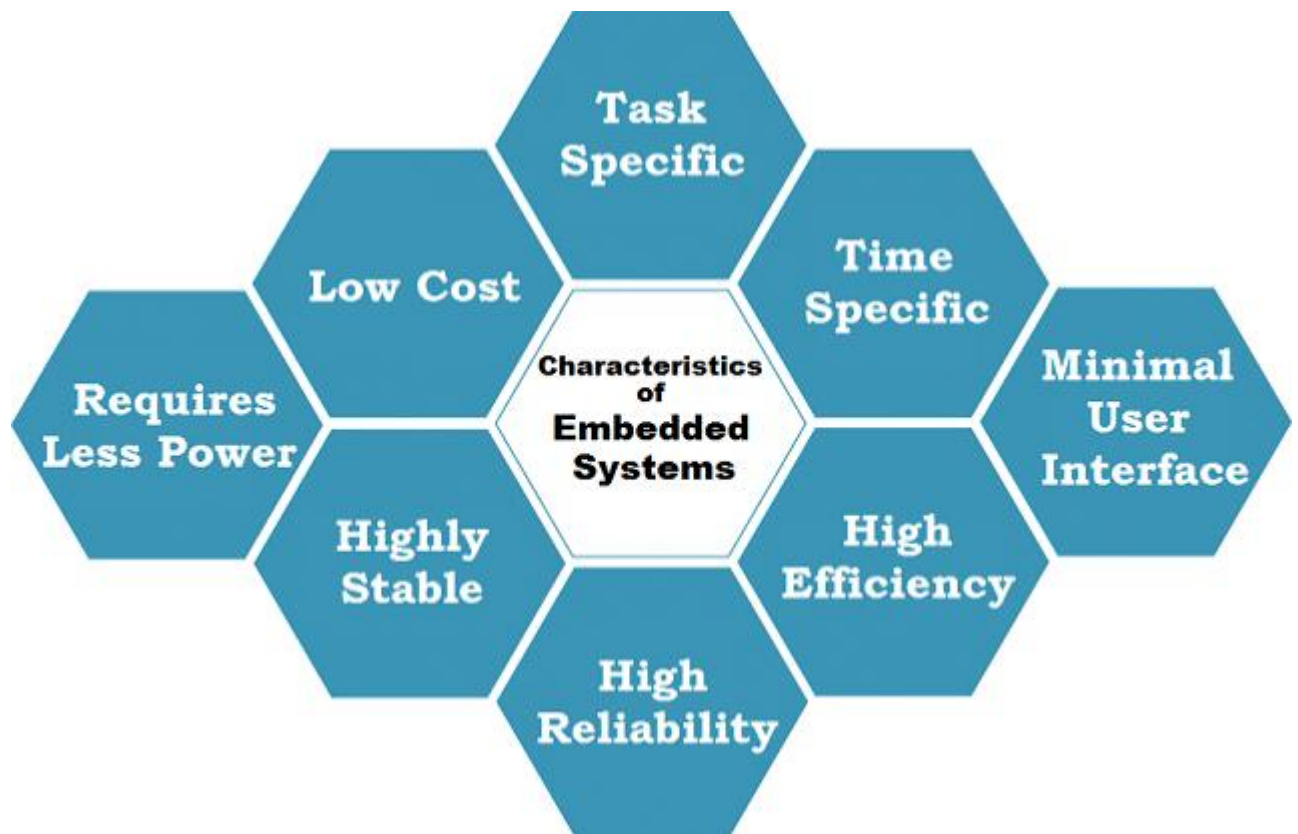 Task
Specific
Low Cost
Time
Specific
Requires
Less Power
Characteristics
of
Embedded
Systems
Minimal
User
Interface
Highly
Stable
High
Efficiency
High
Reliability